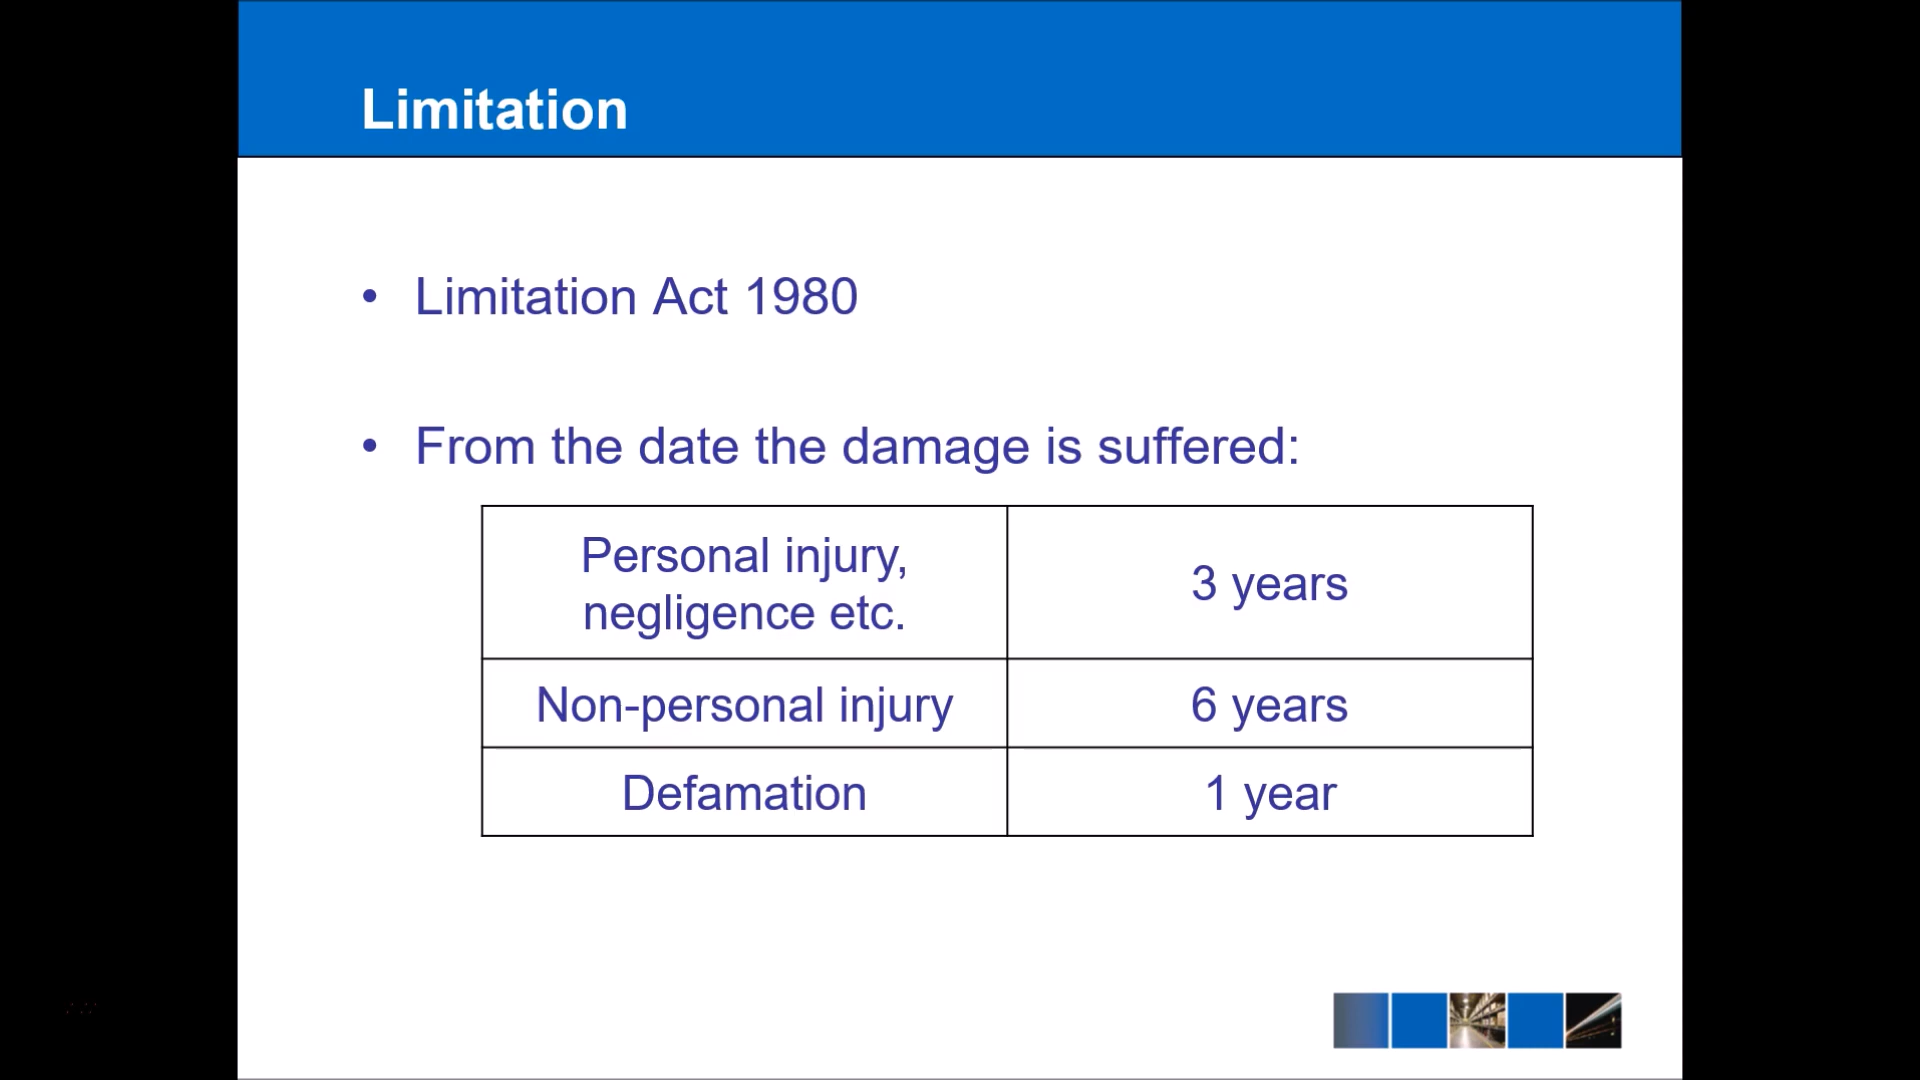 Limitation
• Limitation Act 1980
• From the date the damage is suffered:
Personal injury,
negligence etc.
3 years
Non-personal injury
6 years
Defamation
1 year